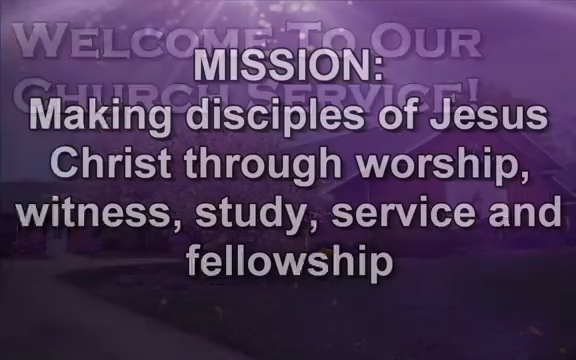 WELCOME TO OUR
CHURCH SERVICE!
MISSION:
Making disciples of Jesus
Christ through worship,
witness, study, service and
fellowship